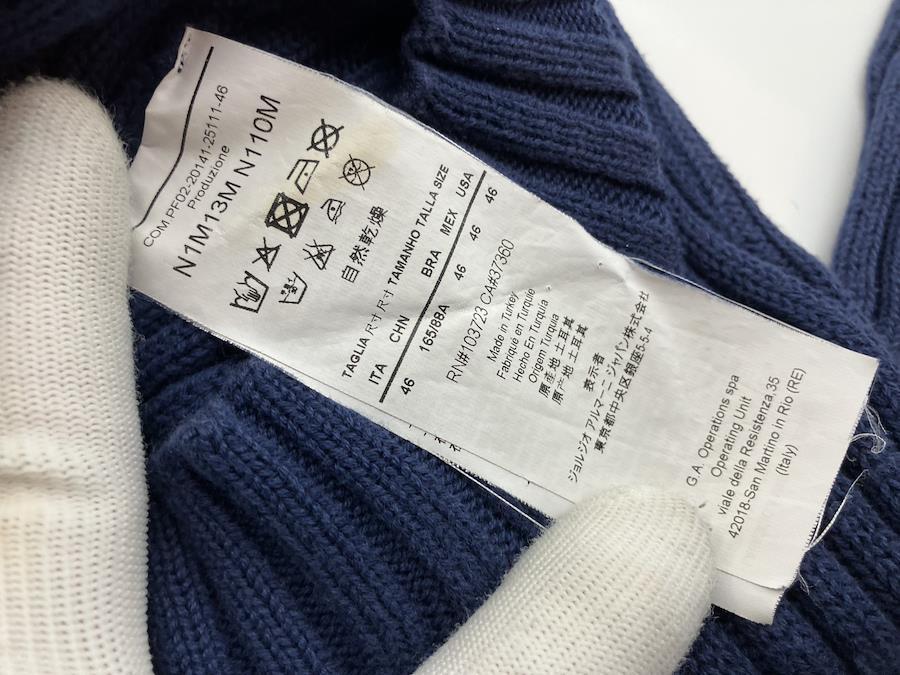 COM.PF02-20141-25111-46
Produzione
N1M13M N110M
自然乾燥
TAGLIA 尺寸 尺寸 TAMANHO TALLA SIZE
ITA CHN BRA MEX USA
46 165/88A 46 46 46
RN#103723 CA#37360
Made in Turkey
Fabriqué en Turquie
Hecho En Turquía
Origem Turquia
原産地 土耳其
原产地 土耳其
表示者
ジョルジオ アルマーニ ジャパン株式会社
東京都中央区銀座5-5-4
G.A. Operations spa
Operating Unit
viale della Resistenza,35
42018-San Martino in Rio (RE)
(Italy)